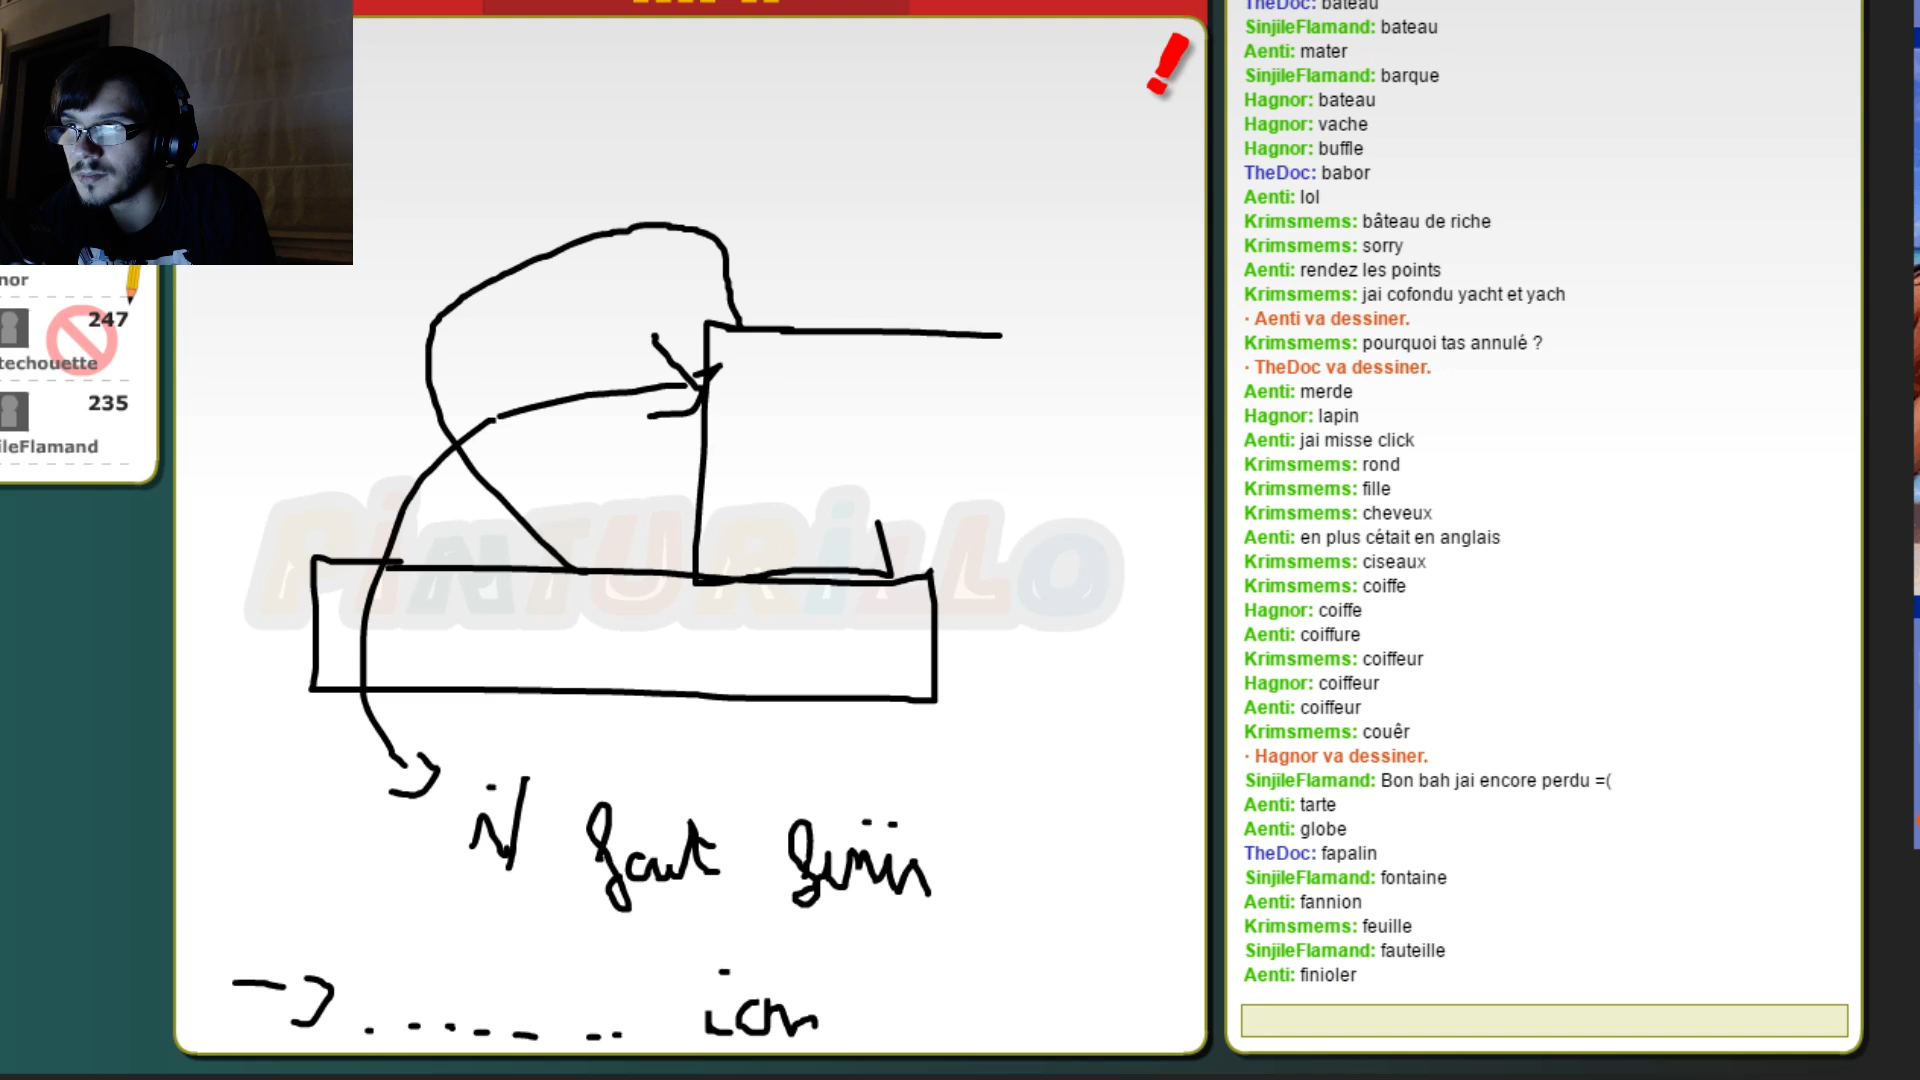 TheDoc: bateau
SinjileFlamand: bateau
Aenti: mater
SinjileFlamand: barque
Hagnor: bateau
Hagnor: vache
Hagnor: buffle
TheDoc: babor
Aenti: lol
Krimsmems: bâteau de riche
Krimsmems: sorry
Aenti: rendez les points
Krimsmems: jai cofondu yacht et yach
· Aenti va dessiner.
Krimsmems: pourquoi tas annulé ?
· TheDoc va dessiner.
Aenti: merde
Hagnor: lapin
Aenti: jai misse click
Krimsmems: rond
Krimsmems: fille
Krimsmems: cheveux
Aenti: en plus cétait en anglais
Krimsmems: ciseaux
Krimsmems: coiffe
Hagnor: coiffe
Aenti: coiffure
Krimsmems: coiffeur
Hagnor: coiffeur
Aenti: coiffeur
Krimsmems: couêr
· Hagnor va dessiner.
SinjileFlamand: Bon bah jai encore perdu =(
Aenti: tarte
Aenti: globe
TheDoc: fapalin
SinjileFlamand: fontaine
Aenti: fannion
Krimsmems: feuille
SinjileFlamand: fauteille
Aenti: finioler
nor
247
techouette
235
ileFlamand
!
PiNTURiLLO
il faut finir